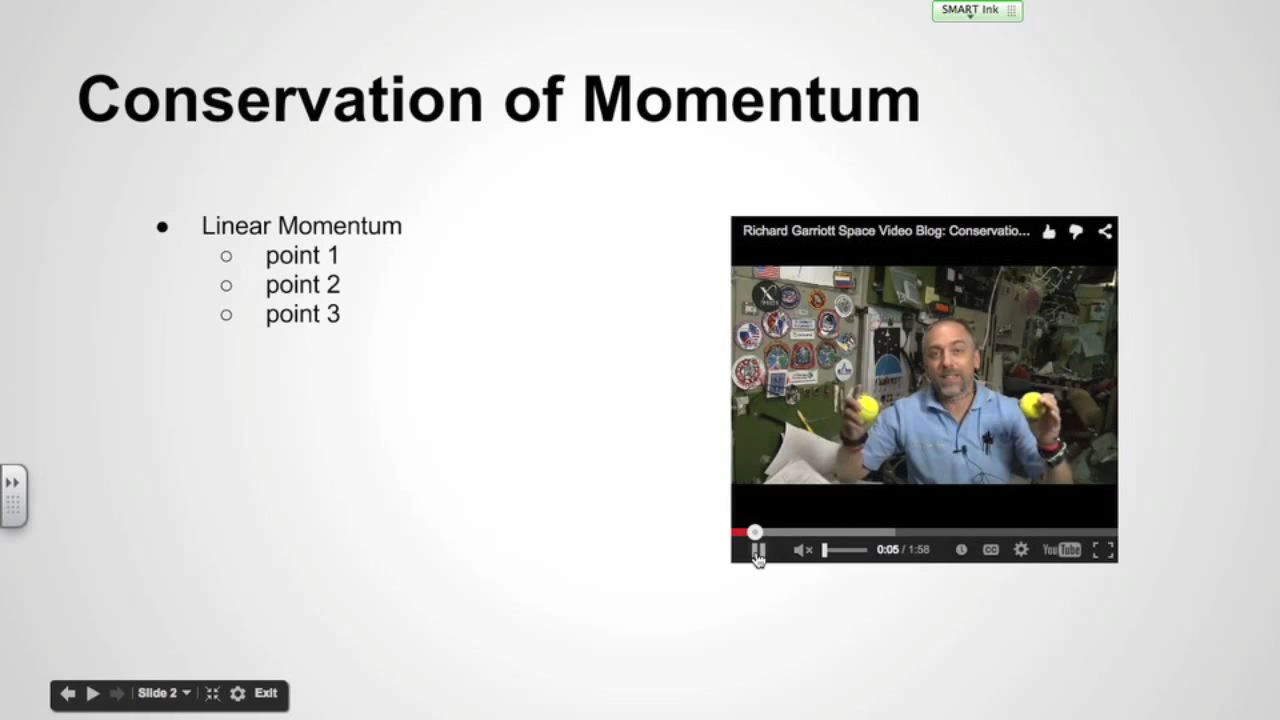 SMART Ink
Conservation of Momentum
Linear Momentum
point 1
point 2
point 3
Richard Garriott Space Video Blog: Conservatio...
0:05 / 1:58
CC
YouTube
Slide 2
Exit